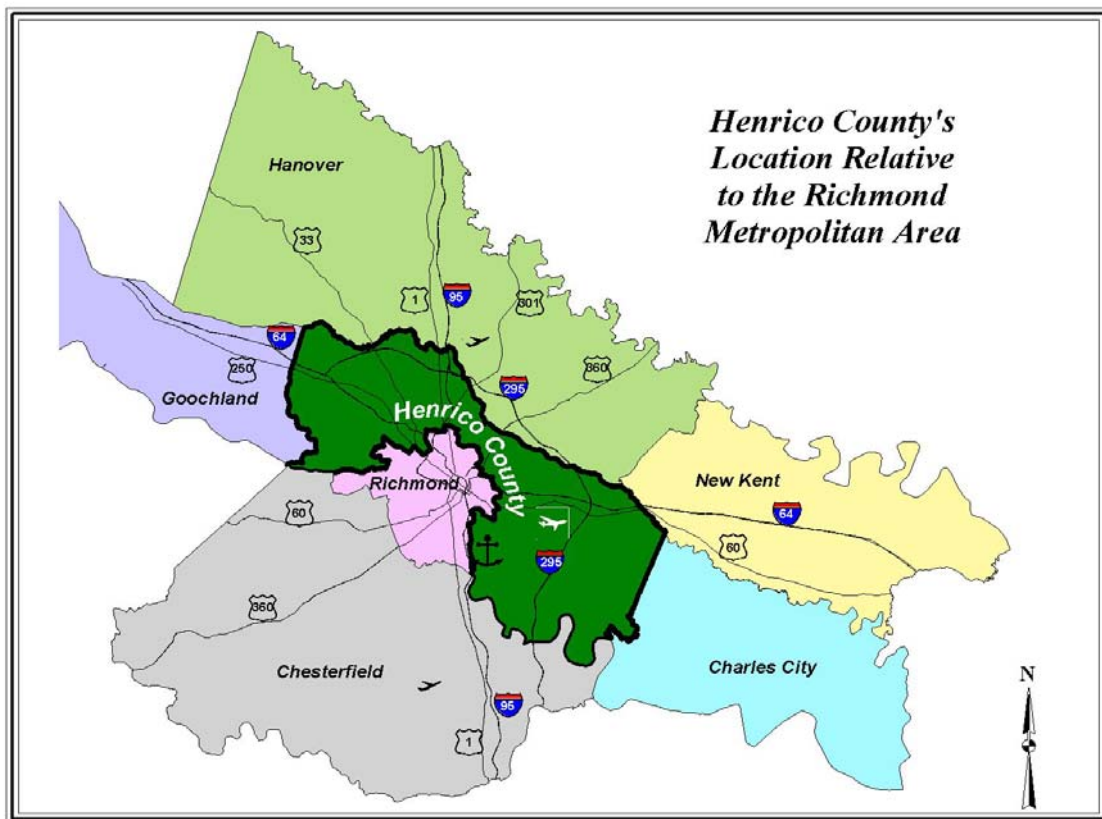 Henrico County's
Location Relative
to the Richmond
Metropolitan Area
Hanover
33
1
95
301
64
250
360
295
Goochland
Henrico County
Richmond
New Kent
60
64
60
295
360
Chesterfield
Charles City
95
1
N